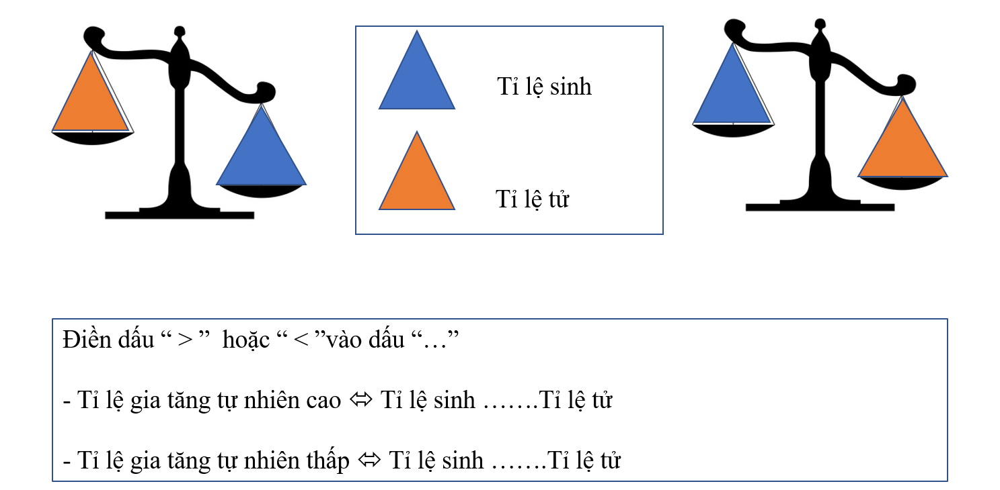 Tỉ lệ sinh
Tỉ lệ tử
Điền dấu “ > ”  hoặc “ < ”vào dấu “…”
- Tỉ lệ gia tăng tự nhiên cao ⬄ Tỉ lệ sinh …….Tỉ lệ tử
- Tỉ lệ gia tăng tự nhiên thấp ⬄ Tỉ lệ sinh …….Tỉ lệ tử